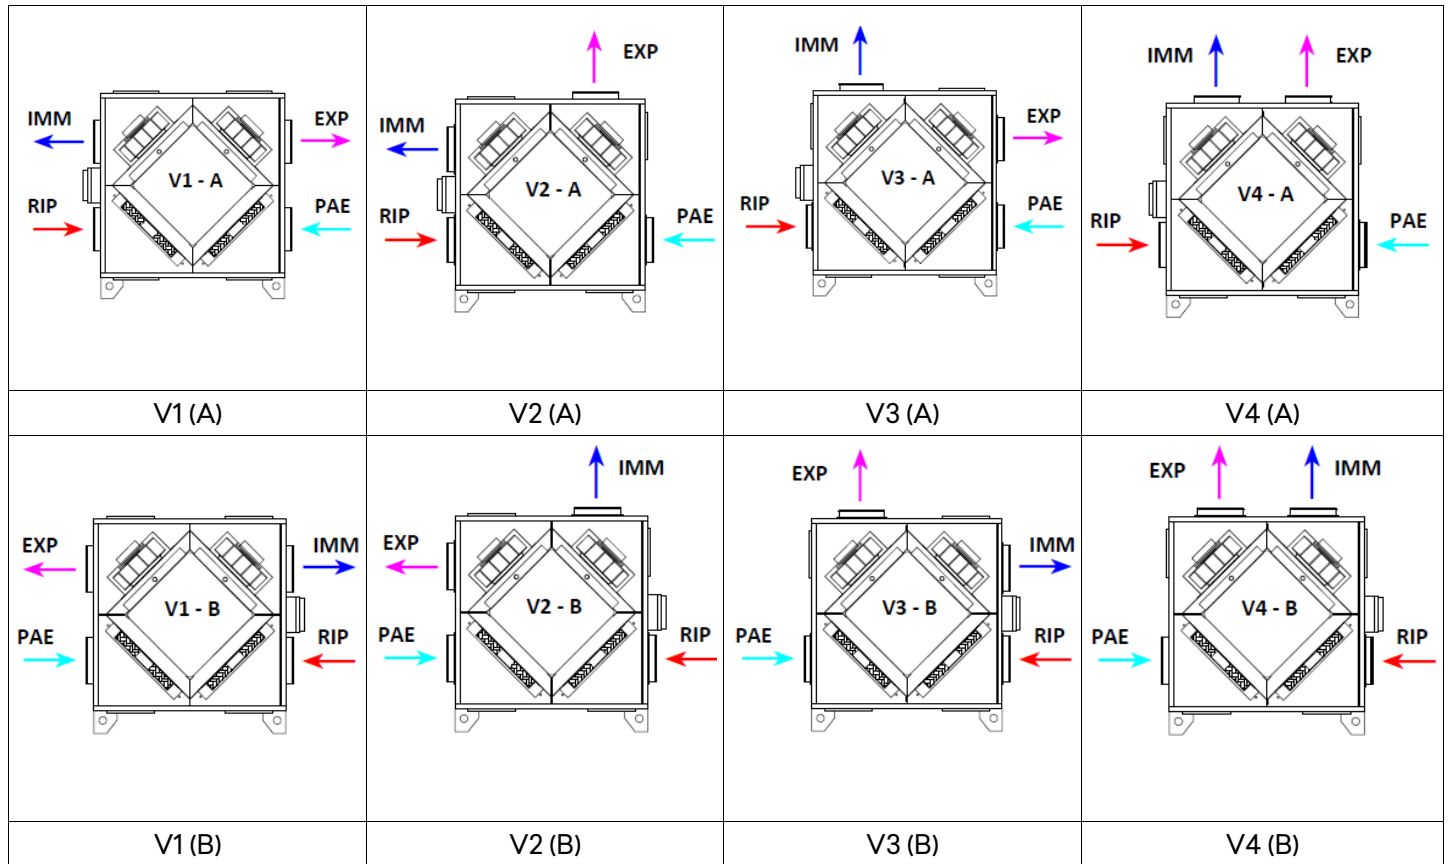 EXP
IMM
IMM
EXP
IMM
EXP
IMM
EXP
V1 - A
V2 - A
V3 - A
V4 - A
RIP
PAE
RIP
PAE
RIP
PAE
RIP
PAE
V1 (A)
V2 (A)
V3 (A)
V4 (A)
IMM
EXP
EXP
IMM
EXP
IMM
EXP
IMM
V1 - B
V2 - B
V3 - B
V4 - B
PAE
RIP
PAE
RIP
PAE
RIP
PAE
RIP
V1 (B)
V2 (B)
V3 (B)
V4 (B)